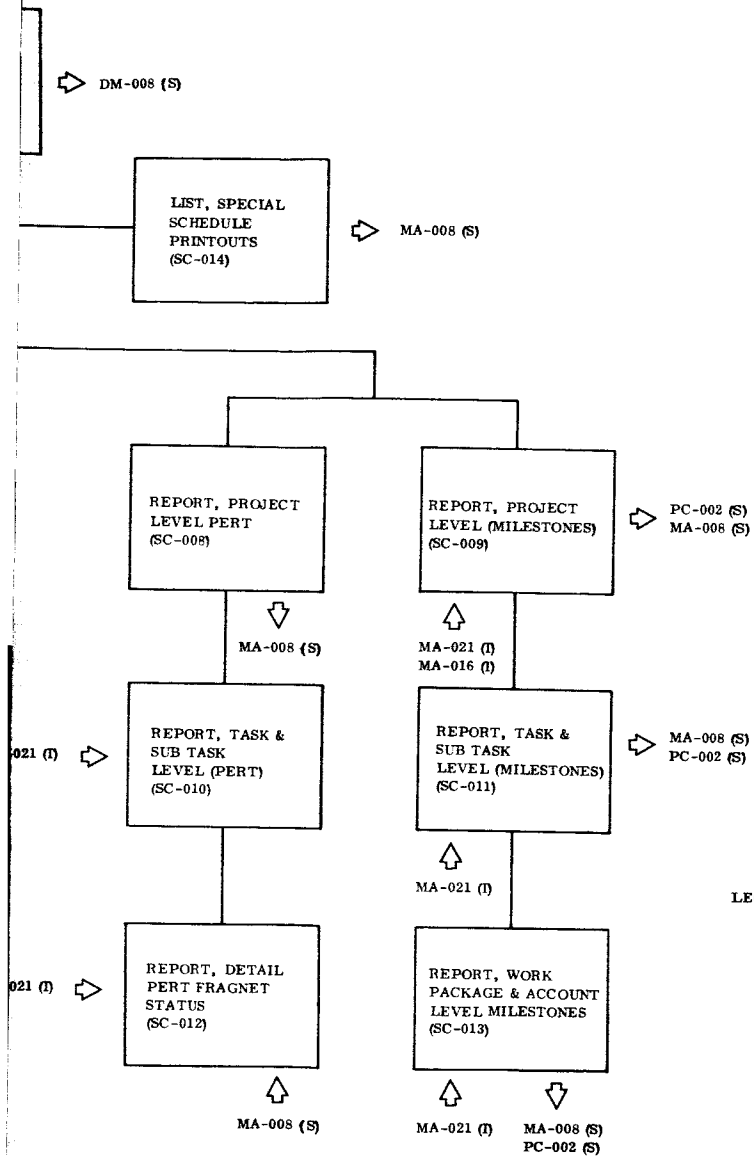 DM-008 (S)
LIST, SPECIAL
SCHEDULE
PRINTOUTS
(SC-014)
MA-008 (S)
REPORT, PROJECT
LEVEL PERT
(SC-008)
MA-008 (S)
REPORT, PROJECT
LEVEL (MILESTONES)
(SC-009)
PC-002 (S)
MA-008 (S)
MA-021 (T)
MA-016 (T)
021 (T)
REPORT, TASK &
SUB TASK
LEVEL (PERT)
(SC-010)
REPORT, TASK &
SUB TASK
LEVEL (MILESTONES)
(SC-011)
MA-008 (S)
PC-002 (S)
MA-021 (T)
LE
021 (T)
REPORT, DETAIL
PERT FRAGNET
STATUS
(SC-012)
MA-008 (S)
REPORT, WORK
PACKAGE & ACCOUNT
LEVEL MILESTONES
(SC-013)
MA-021 (T)
MA-008 (S)
PC-002 (S)